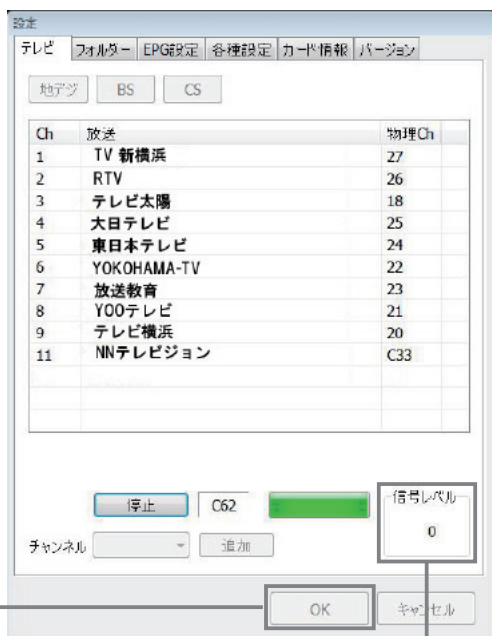 設定
テレビ フォルダー EPG設定 各種設定 カード情報 バージョン
地デジ BS CS
Ch 放送 物理Ch
1 TV 新横浜 27
2 RTV 26
3 テレビ太陽 18
4 大日テレビ 25
5 東日本テレビ 24
6 YOKOHAMA-TV 22
7 放送教育 23
8 YOOテレビ 21
9 テレビ横浜 20
11 NNテレビジョン C33
停止 C62
信号レベル
0
チャンネル 追加
OK キャンセル